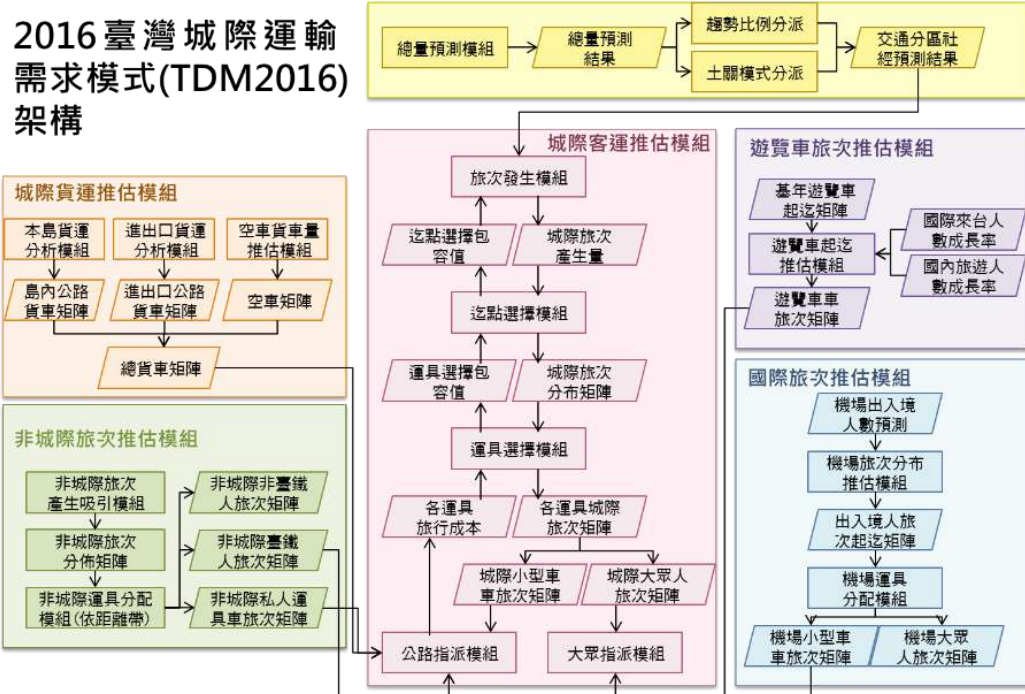 2016臺灣城際運輸
需求模式(TDM2016)
架構
總量預測模組
總量預測
結果
趨勢比例分派
土關模式分派
交通分區社
經預測結果
城際貨運推估模組
本島貨運
分析模組
進出口貨運
分析模組
空車貨車量
推估模組
島內公路
貨車矩陣
進出口公路
貨車矩陣
空車矩陣
總貨車矩陣
非城際旅次推估模組
非城際旅次
產生吸引模組
非城際旅次
分佈矩陣
非城際運具分配
模組(依距離帶)
非城際非臺鐵
人旅次矩陣
非城際臺鐵
人旅次矩陣
非城際私人運
具車旅次矩陣
城際客運推估模組
旅次發生模組
迄點選擇包
容值
城際旅次
產生量
迄點選擇模組
運具選擇包
容值
城際旅次
分布矩陣
運具選擇模組
各運具
旅行成本
各運具城際
旅次矩陣
城際小型車
車旅次矩陣
城際大眾人
旅次矩陣
公路指派模組
大眾指派模組
遊覽車旅次推估模組
基年遊覽車
起迄矩陣
遊覽車起迄
推估模組
遊覽車車
旅次矩陣
國際來台人
數成長率
國內旅遊人
數成長率
國際旅次推估模組
機場出入境
人數預測
機場旅次分布
推估模組
出入境人旅
次起迄矩陣
機場運具
分配模組
機場小型車
車旅次矩陣
機場大眾
人旅次矩陣